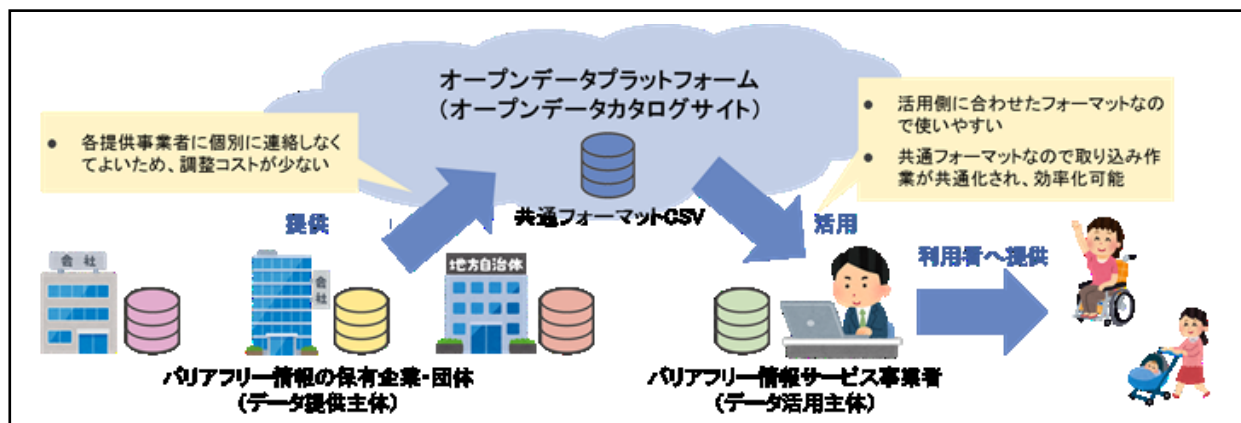 オープンデータプラットフォーム
（オープンデータカタログサイト）
● 各提供事業者に個別に連絡しなく
てよいため、調整コストが少ない
● 活用側に合わせたフォーマットなの
で使いやすい
● 共通フォーマットなので取り込み作
業が共通化され、効率化可能
提供
共通フォーマットCSV
活用
利用者へ提供
会社
会社
地方自治体
バリアフリー情報の保有企業・団体
（データ提供主体）
バリアフリー情報サービス事業者
（データ活用主体）